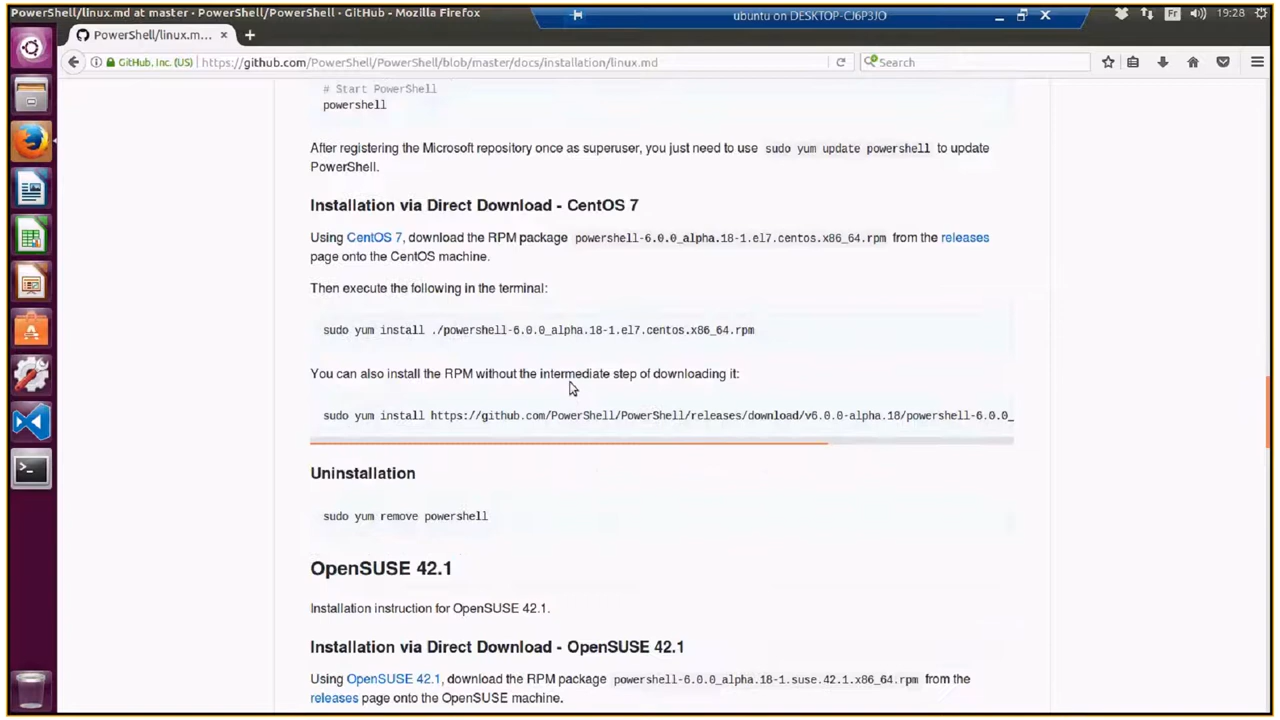 PowerShell/linux.md at master · PowerShell/PowerShell · GitHub - Mozilla Firefox
ubuntu on DESKTOP-CJ6P3JO
Fr
19:28
PowerShell/linux.m...
GitHub, Inc. (US)
https://github.com/PowerShell/PowerShell/blob/master/docs/installation/linux.md
Search
# Start PowerShell
powershell
After registering the Microsoft repository once as superuser, you just need to use sudo yum update powershell to update
PowerShell.
Installation via Direct Download - CentOS 7
Using CentOS 7, download the RPM package powershell-6.0.0_alpha.18-1.el7.centos.x86_64.rpm from the releases
page onto the CentOS machine.
Then execute the following in the terminal:
sudo yum install ./powershell-6.0.0_alpha.18-1.el7.centos.x86_64.rpm
You can also install the RPM without the intermediate step of downloading it:
sudo yum install https://github.com/PowerShell/PowerShell/releases/download/v6.0.0-alpha.18/powershell-6.0.0_
Uninstallation
sudo yum remove powershell
OpenSUSE 42.1
Installation instruction for OpenSUSE 42.1.
Installation via Direct Download - OpenSUSE 42.1
Using OpenSUSE 42.1, download the RPM package powershell-6.0.0_alpha.18-1.suse.42.1.x86_64.rpm from the
releases page onto the OpenSUSE machine.